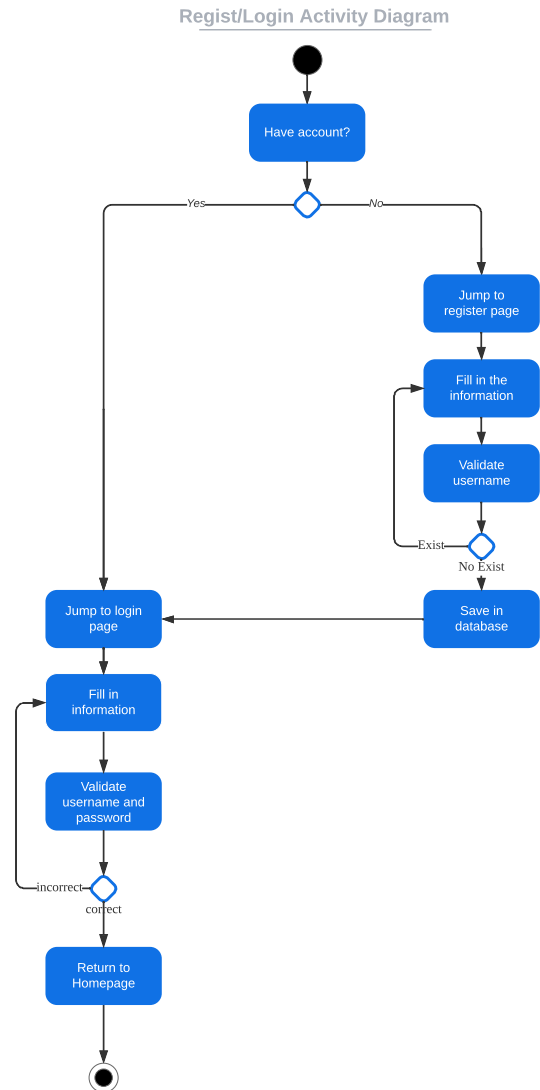 Regist/Login Activity Diagram
Have account?
Yes
No
Jump to
register page
Fill in the
information
Validate
username
Exist
No Exist
Jump to login
page
Save in
database
Fill in
information
Validate
username and
password
incorrect
correct
Return to
Homepage